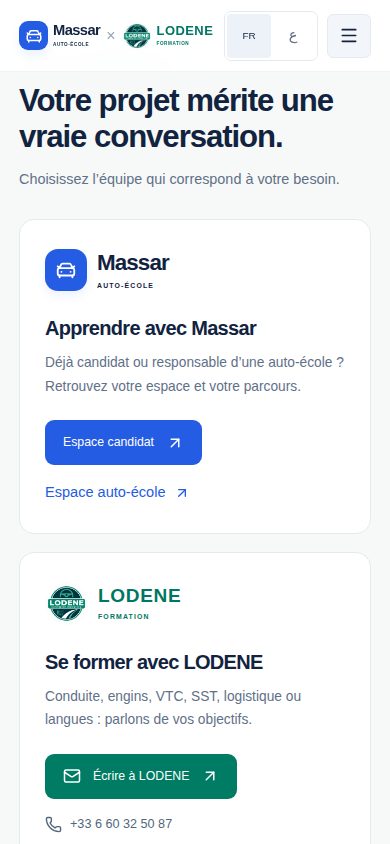 Massar
AUTO-ÉCOLE
×
LODENE
LODENE
FORMATION
FR
ع
Votre projet mérite une
vraie conversation.
Choisissez l’équipe qui correspond à votre besoin.
Massar
AUTO-ÉCOLE
Apprendre avec Massar
Déjà candidat ou responsable d’une auto-école ?
Retrouvez votre espace et votre parcours.
Espace candidat
Espace auto-école
LODENE
LODENE
FORMATION
Se former avec LODENE
Conduite, engins, VTC, SST, logistique ou
langues : parlons de vos objectifs.
Écrire à LODENE
+33 6 60 32 50 87